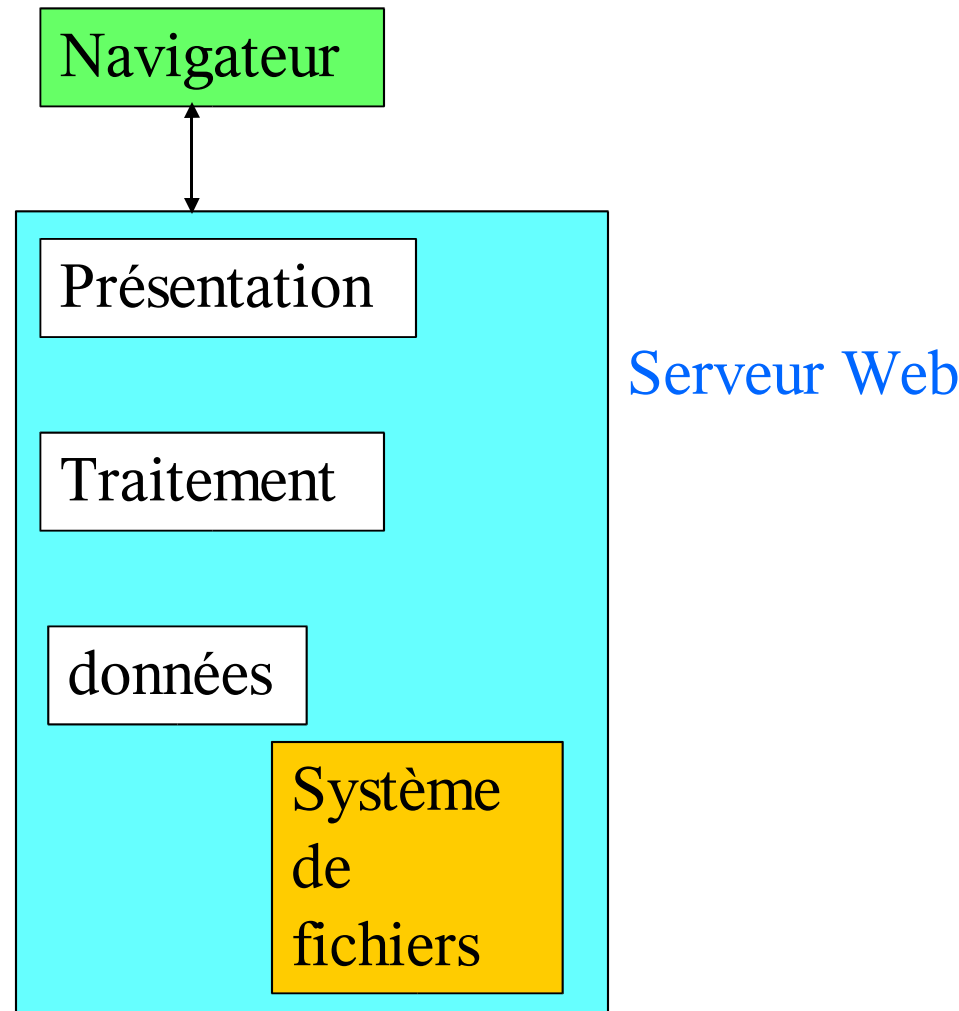 Navigateur
Présentation
Serveur Web
Traitement
données
Système
de
fichiers